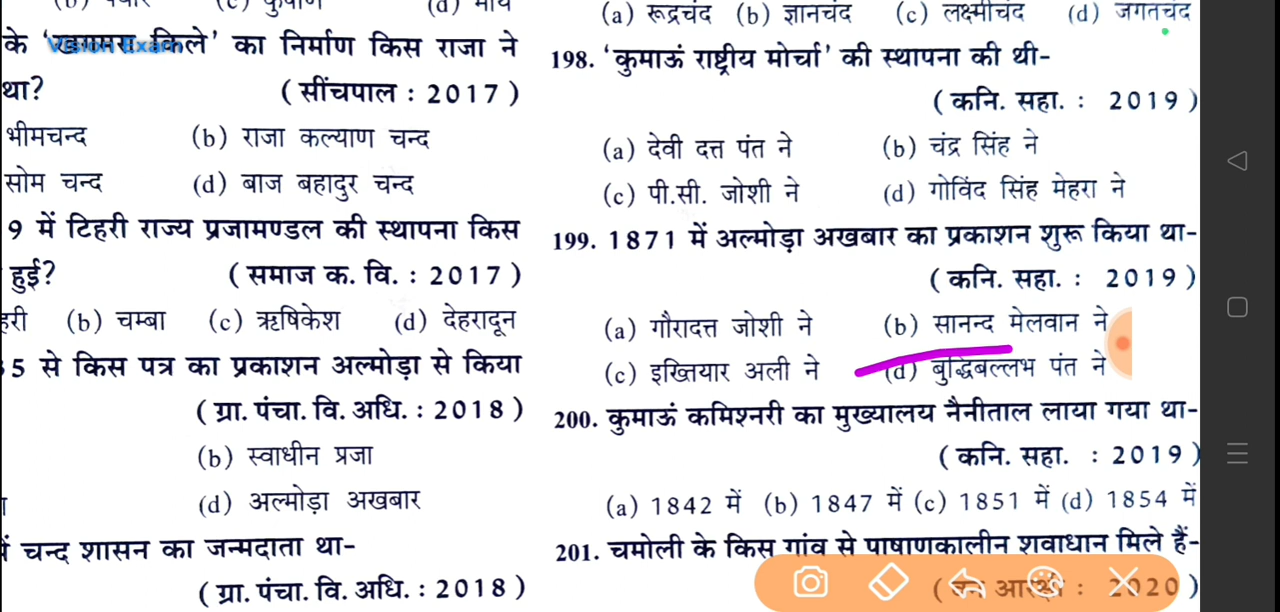 (c) कुषाण (d) मौर्य
के ‘खगमरा किले’ का निर्माण किस राजा ने
Vision Exam
था? (सींचपाल : 2017)
भीमचन्द (b) राजा कल्याण चन्द
सोम चन्द (d) बाज बहादुर चन्द
9 में टिहरी राज्य प्रजामण्डल की स्थापना किस
हुई? (समाज क. वि. : 2017)
हरी (b) चम्बा (c) ऋषिकेश (d) देहरादून
5 से किस पत्र का प्रकाशन अल्मोड़ा से किया
(ग्रा. पंचा. वि. अधि. : 2018)
(b) स्वाधीन प्रजा
(d) अल्मोड़ा अखबार
में चन्द शासन का जन्मदाता था-
(ग्रा. पंचा. वि. अधि. : 2018)
(a) रूद्रचंद (b) ज्ञानचंद (c) लक्ष्मीचंद (d) जगतचंद
198. ‘कुमाऊं राष्ट्रीय मोर्चा’ की स्थापना की थी-
(कनि. सहा. : 2019)
(a) देवी दत्त पंत ने (b) चंद्र सिंह ने
(c) पी.सी. जोशी ने (d) गोविंद सिंह मेहरा ने
199. 1871 में अल्मोड़ा अखबार का प्रकाशन शुरू किया था-
(कनि. सहा. : 2019)
(a) गौरादत्त जोशी ने (b) सानन्द मेलवान ने
(c) इख्तियार अली ने (d) बुद्धिबल्लभ पंत ने
200. कुमाऊं कमिश्नरी का मुख्यालय नैनीताल लाया गया था-
(कनि. सहा. : 2019)
(a) 1842 में (b) 1847 में (c) 1851 में (d) 1854 में
201. चमोली के किस गांव से पाषाणकालीन शवाधान मिले हैं-
: 2020)